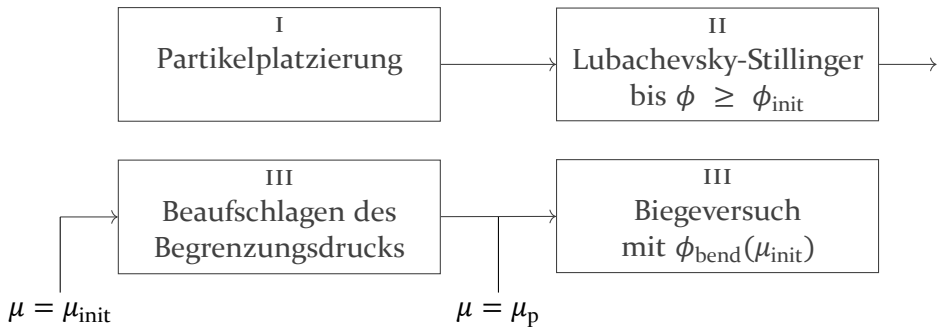 I
Partikelplatzierung
II
Lubachevsky-Stillinger
bis ϕ ≥ ϕ_init
III
Beaufschlagen des
Begrenzungsdrucks
III
Biegeversuch
mit ϕ_bend(μ_init)
μ = μ_init
μ = μ_p